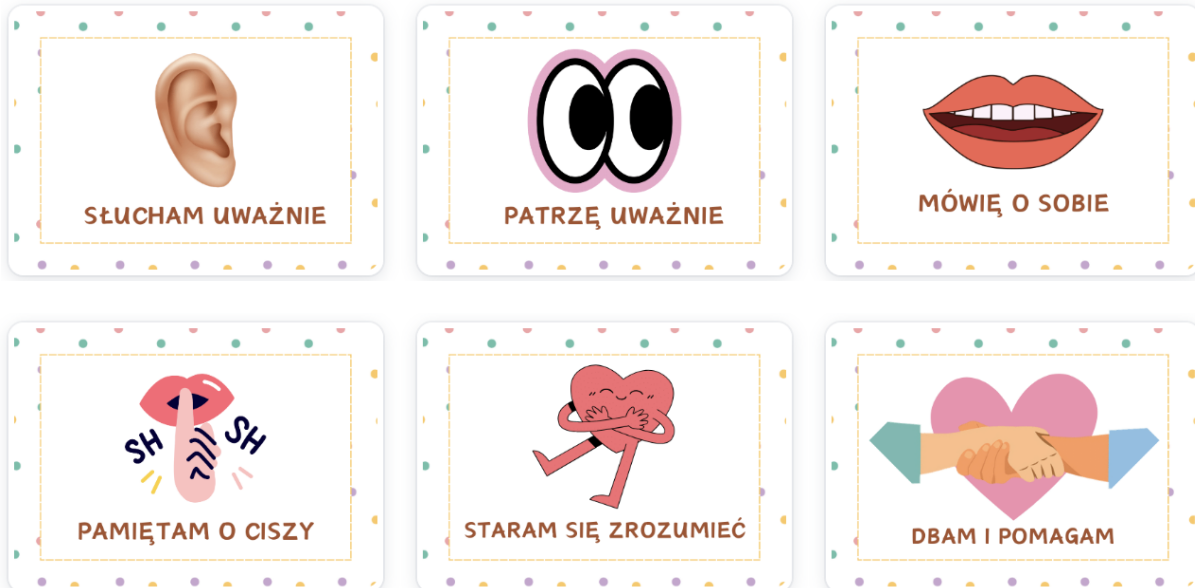 SŁUCHAM UWAŻNIE
PATRZĘ UWAŻNIE
MÓWIĘ O SOBIE
SH SH
PAMIĘTAM O CISZY
STARAM SIĘ ZROZUMIEĆ
DBAM I POMAGAM